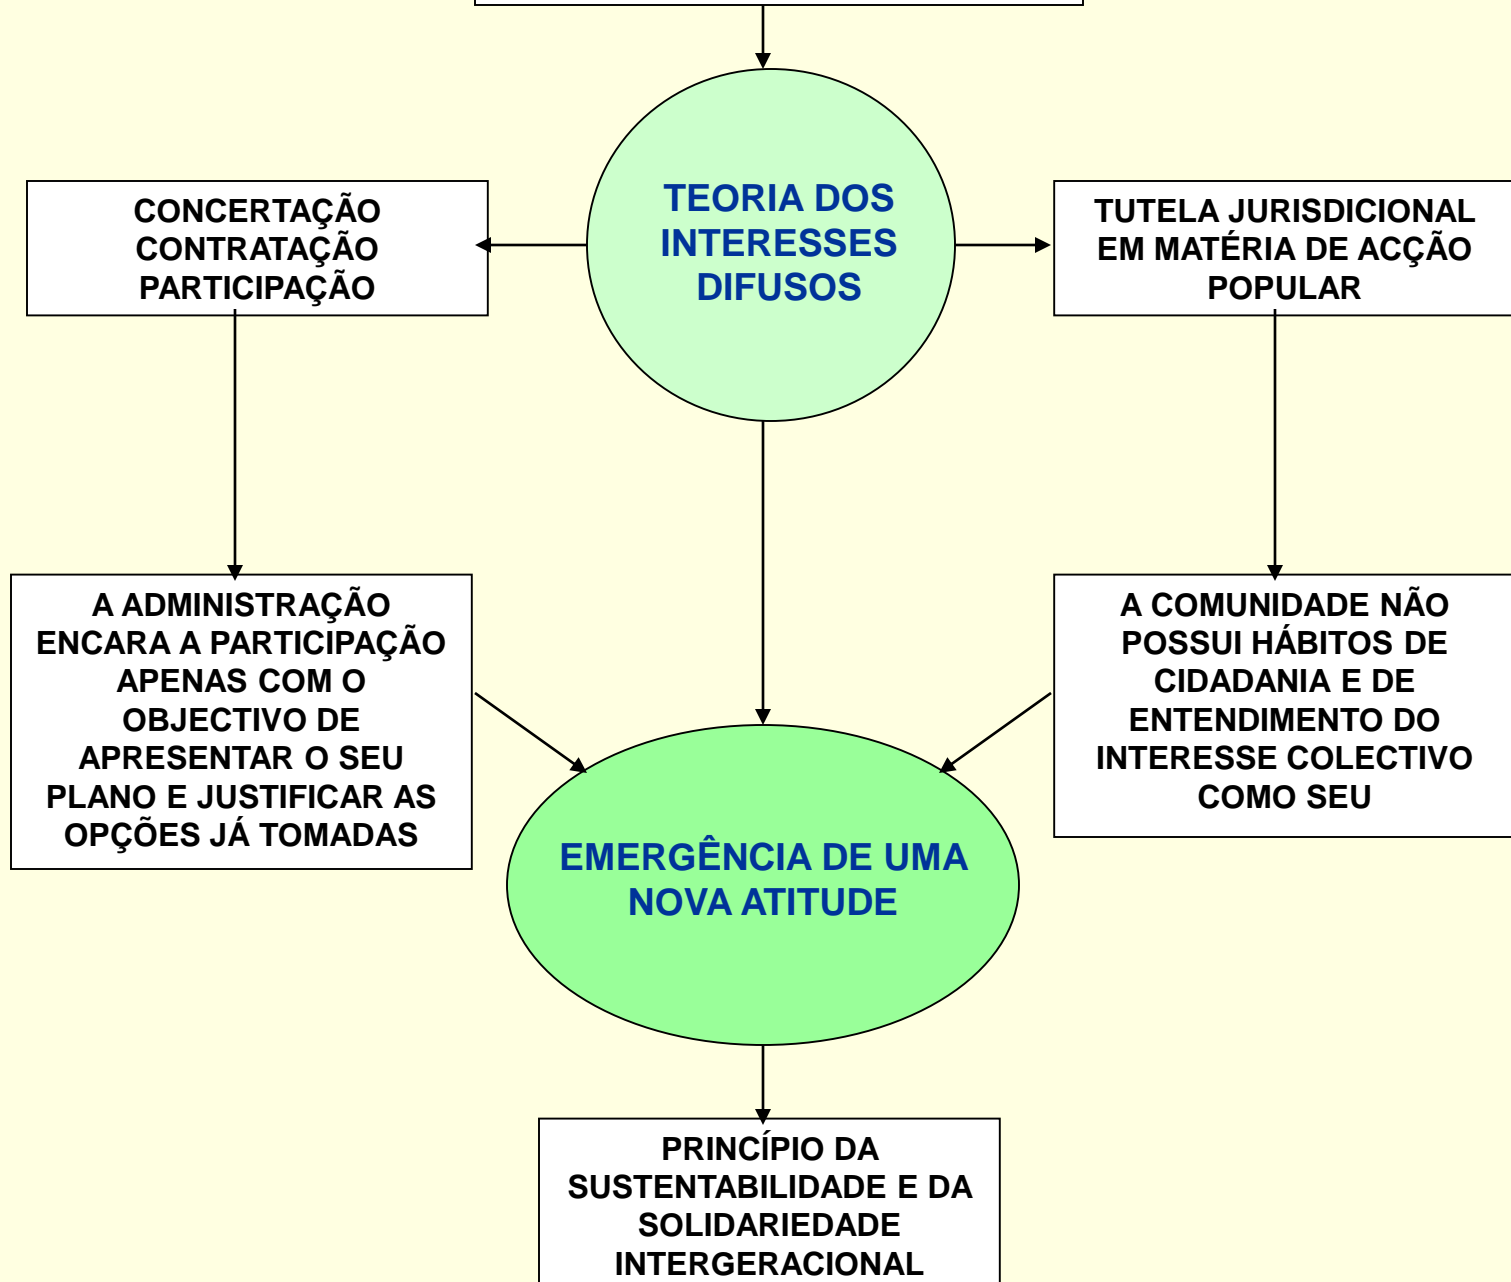 TEORIA DOS
INTERESSES
DIFUSOS
CONCERTAÇÃO
CONTRATAÇÃO
PARTICIPAÇÃO
TUTELA JURISDICIONAL
EM MATÉRIA DE ACÇÃO
POPULAR
A ADMINISTRAÇÃO
ENCARA A PARTICIPAÇÃO
APENAS COM O
OBJECTIVO DE
APRESENTAR O SEU
PLANO E JUSTIFICAR AS
OPÇÕES JÁ TOMADAS
A COMUNIDADE NÃO
POSSUI HÁBITOS DE
CIDADANIA E DE
ENTENDIMENTO DO
INTERESSE COLECTIVO
COMO SEU
EMERGÊNCIA DE UMA
NOVA ATITUDE
PRINCÍPIO DA
SUSTENTABILIDADE E DA
SOLIDARIEDADE
INTERGERACIONAL